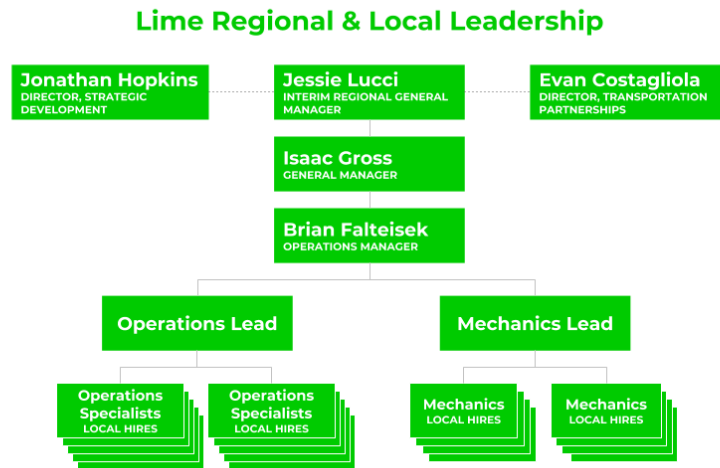 Lime Regional & Local Leadership
Jonathan Hopkins
DIRECTOR, STRATEGIC
DEVELOPMENT
Jessie Lucci
INTERIM REGIONAL GENERAL
MANAGER
Evan Costagliola
DIRECTOR, TRANSPORTATION
PARTNERSHIPS
Isaac Gross
GENERAL MANAGER
Brian Falteisek
OPERATIONS MANAGER
Operations Lead
Mechanics Lead
Operations
Specialists
LOCAL HIRES
Operations
Specialists
LOCAL HIRES
Mechanics
LOCAL HIRES
Mechanics
LOCAL HIRES